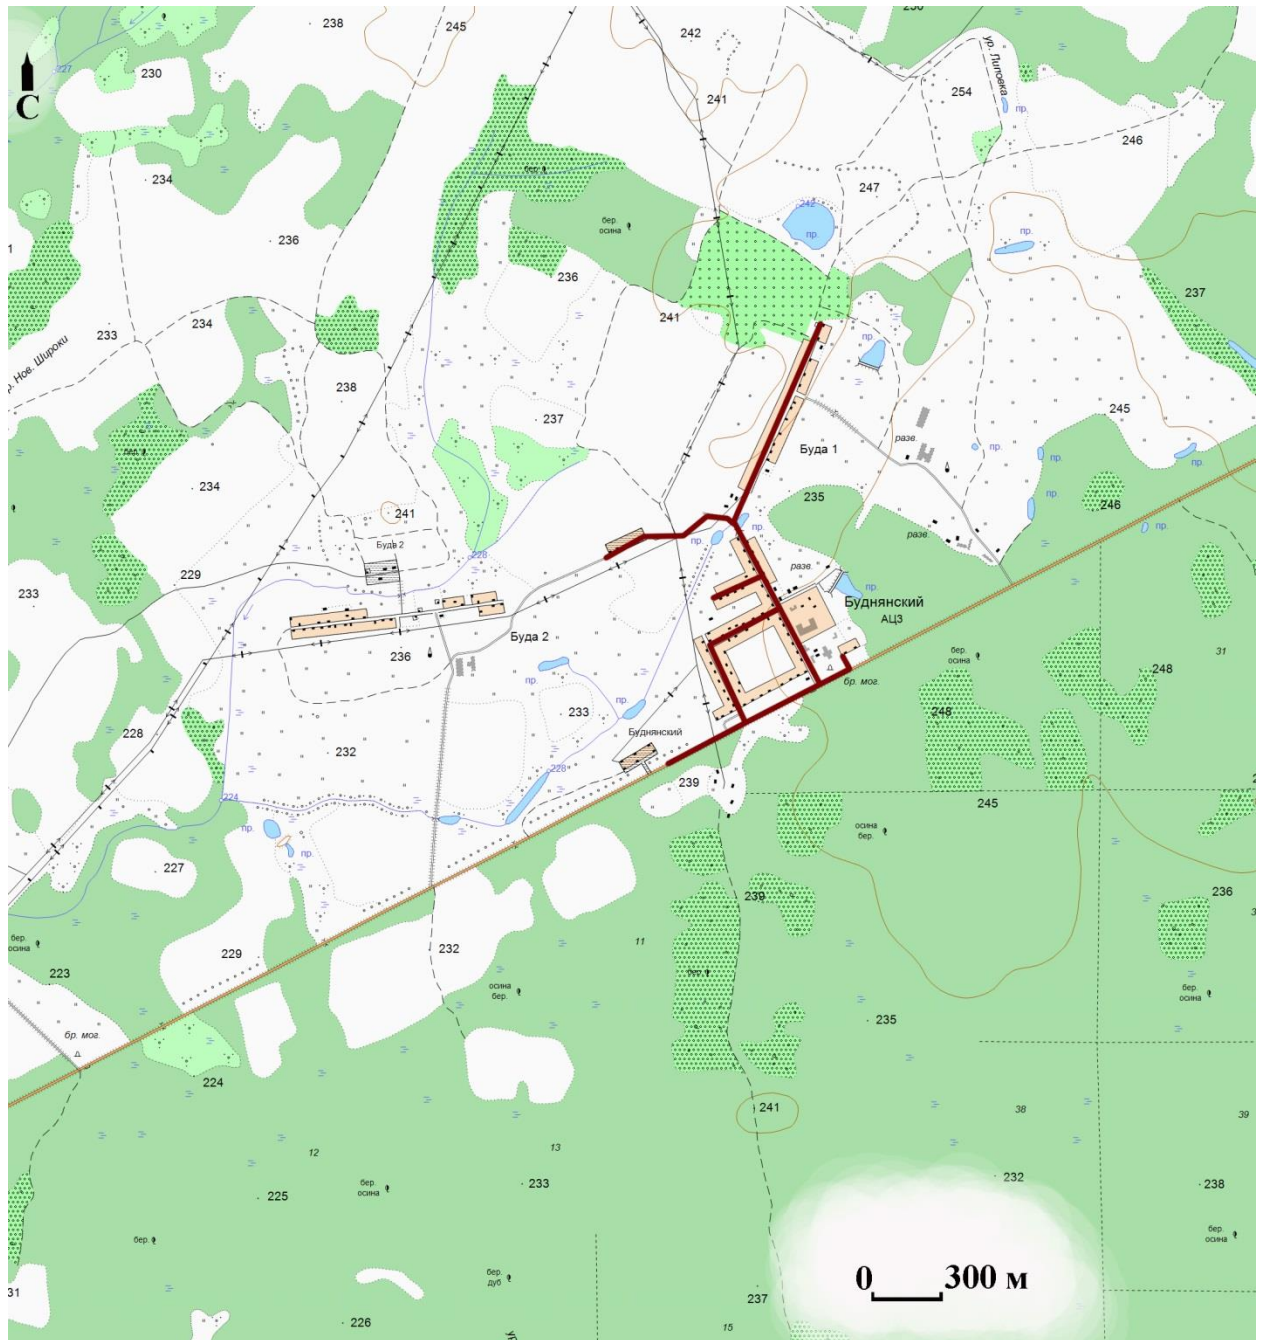 238
245
242
230
227
241
254
ур. Липовка
пр.
246
234
бер.
242
247
бер.
осина
236
пр.
пр.
236
237
241
234
233
р. Нов. Широки
пр.
238
245
237
разв.
бер.
Буда 1
пр.
пр.
пр.
234
235
246
241
пр.
пр.
Буда 2
228
пр.
разв.
229
разв.
пр.
233
Буднянский
АЦЗ
Буда 2
236
31
бер.
осина
248
пр.
бр. мог.
пр.
233
248
228
Буднянский
232
228
239
224
245
пр.
осина
бер.
пр.
227
239
236
бер.
осина
11
229
232
бер.
223
осина
бер.
бер.
осина
235
бр. мог.
224
241
38
39
12
13
225
бер.
осина
233
232
238
бер.
осина
бер.
бер.
дуб
0
300 м
31
237
226
15
С